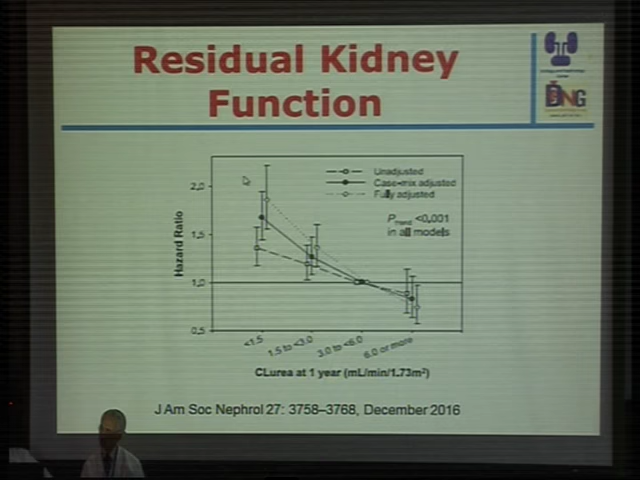 Residual Kidney
Function
DNG
Hazard Ratio
2,0
1,5
1,0
0,5
Unadjusted
Case-mix adjusted
Fully adjusted
Ptrend <0,001
in all models
<1.5
1.5 to <3.0
3.0 to <6.0
6.0 or more
CLurea at 1 year (mL/min/1.73m²)
J Am Soc Nephrol 27: 3758–3768, December 2016